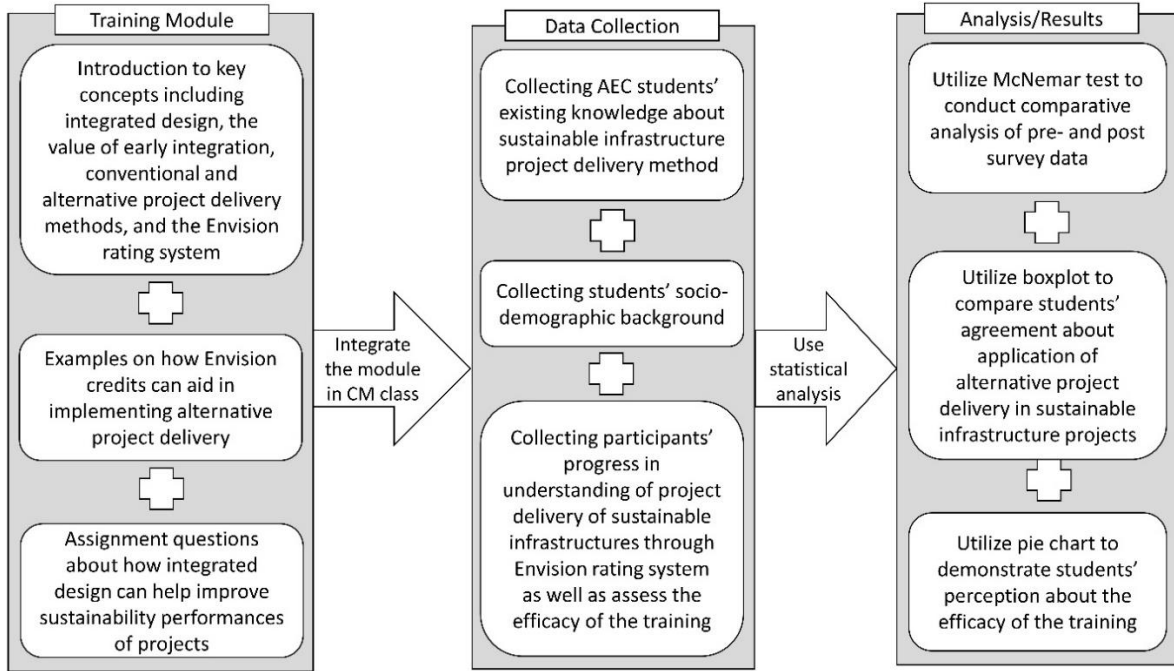 Training Module
Introduction to key
concepts including
integrated design, the
value of early integration,
conventional and
alternative project delivery
methods, and the Envision
rating system
Examples on how Envision
credits can aid in
implementing alternative
project delivery
Assignment questions
about how integrated
design can help improve
sustainability performances
of projects
Integrate
the module
in CM class
Data Collection
Collecting AEC students’
existing knowledge about
sustainable infrastructure
project delivery method
Collecting students’ socio-
demographic background
Collecting participants’
progress in
understanding of project
delivery of sustainable
infrastructures through
Envision rating system
as well as assess the
efficacy of the training
Use
statistical
analysis
Analysis/Results
Utilize McNemar test to
conduct comparative
analysis of pre- and post
survey data
Utilize boxplot to
compare students’
agreement about
application of
alternative project
delivery in sustainable
infrastructure projects
Utilize pie chart to
demonstrate students’
perception about the
efficacy of the training